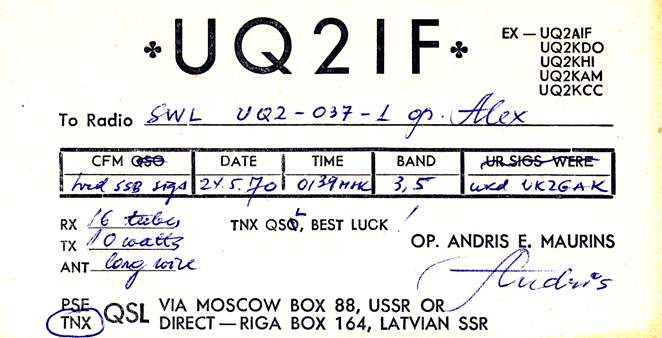 UQ2IF
EX — UQ2AIF
UQ2KDO
UQ2KHI
UQ2KAM
UQ2KCC
To Radio SWL UQ2-037-1 op. Alex
CFM QSO DATE TIME BAND UR SIGS WERE
hrd SSB sigs 24.5.70 0139 MSK 3,5 wkd UK2GAK
RX 16 tubes TNX QSL, BEST LUCK !
TX 10 watts OP. ANDRIS E. MAURINS
ANT long wire Andris
PSE
TNX QSL VIA MOSCOW BOX 88, USSR OR
DIRECT — RIGA BOX 164, LATVIAN SSR